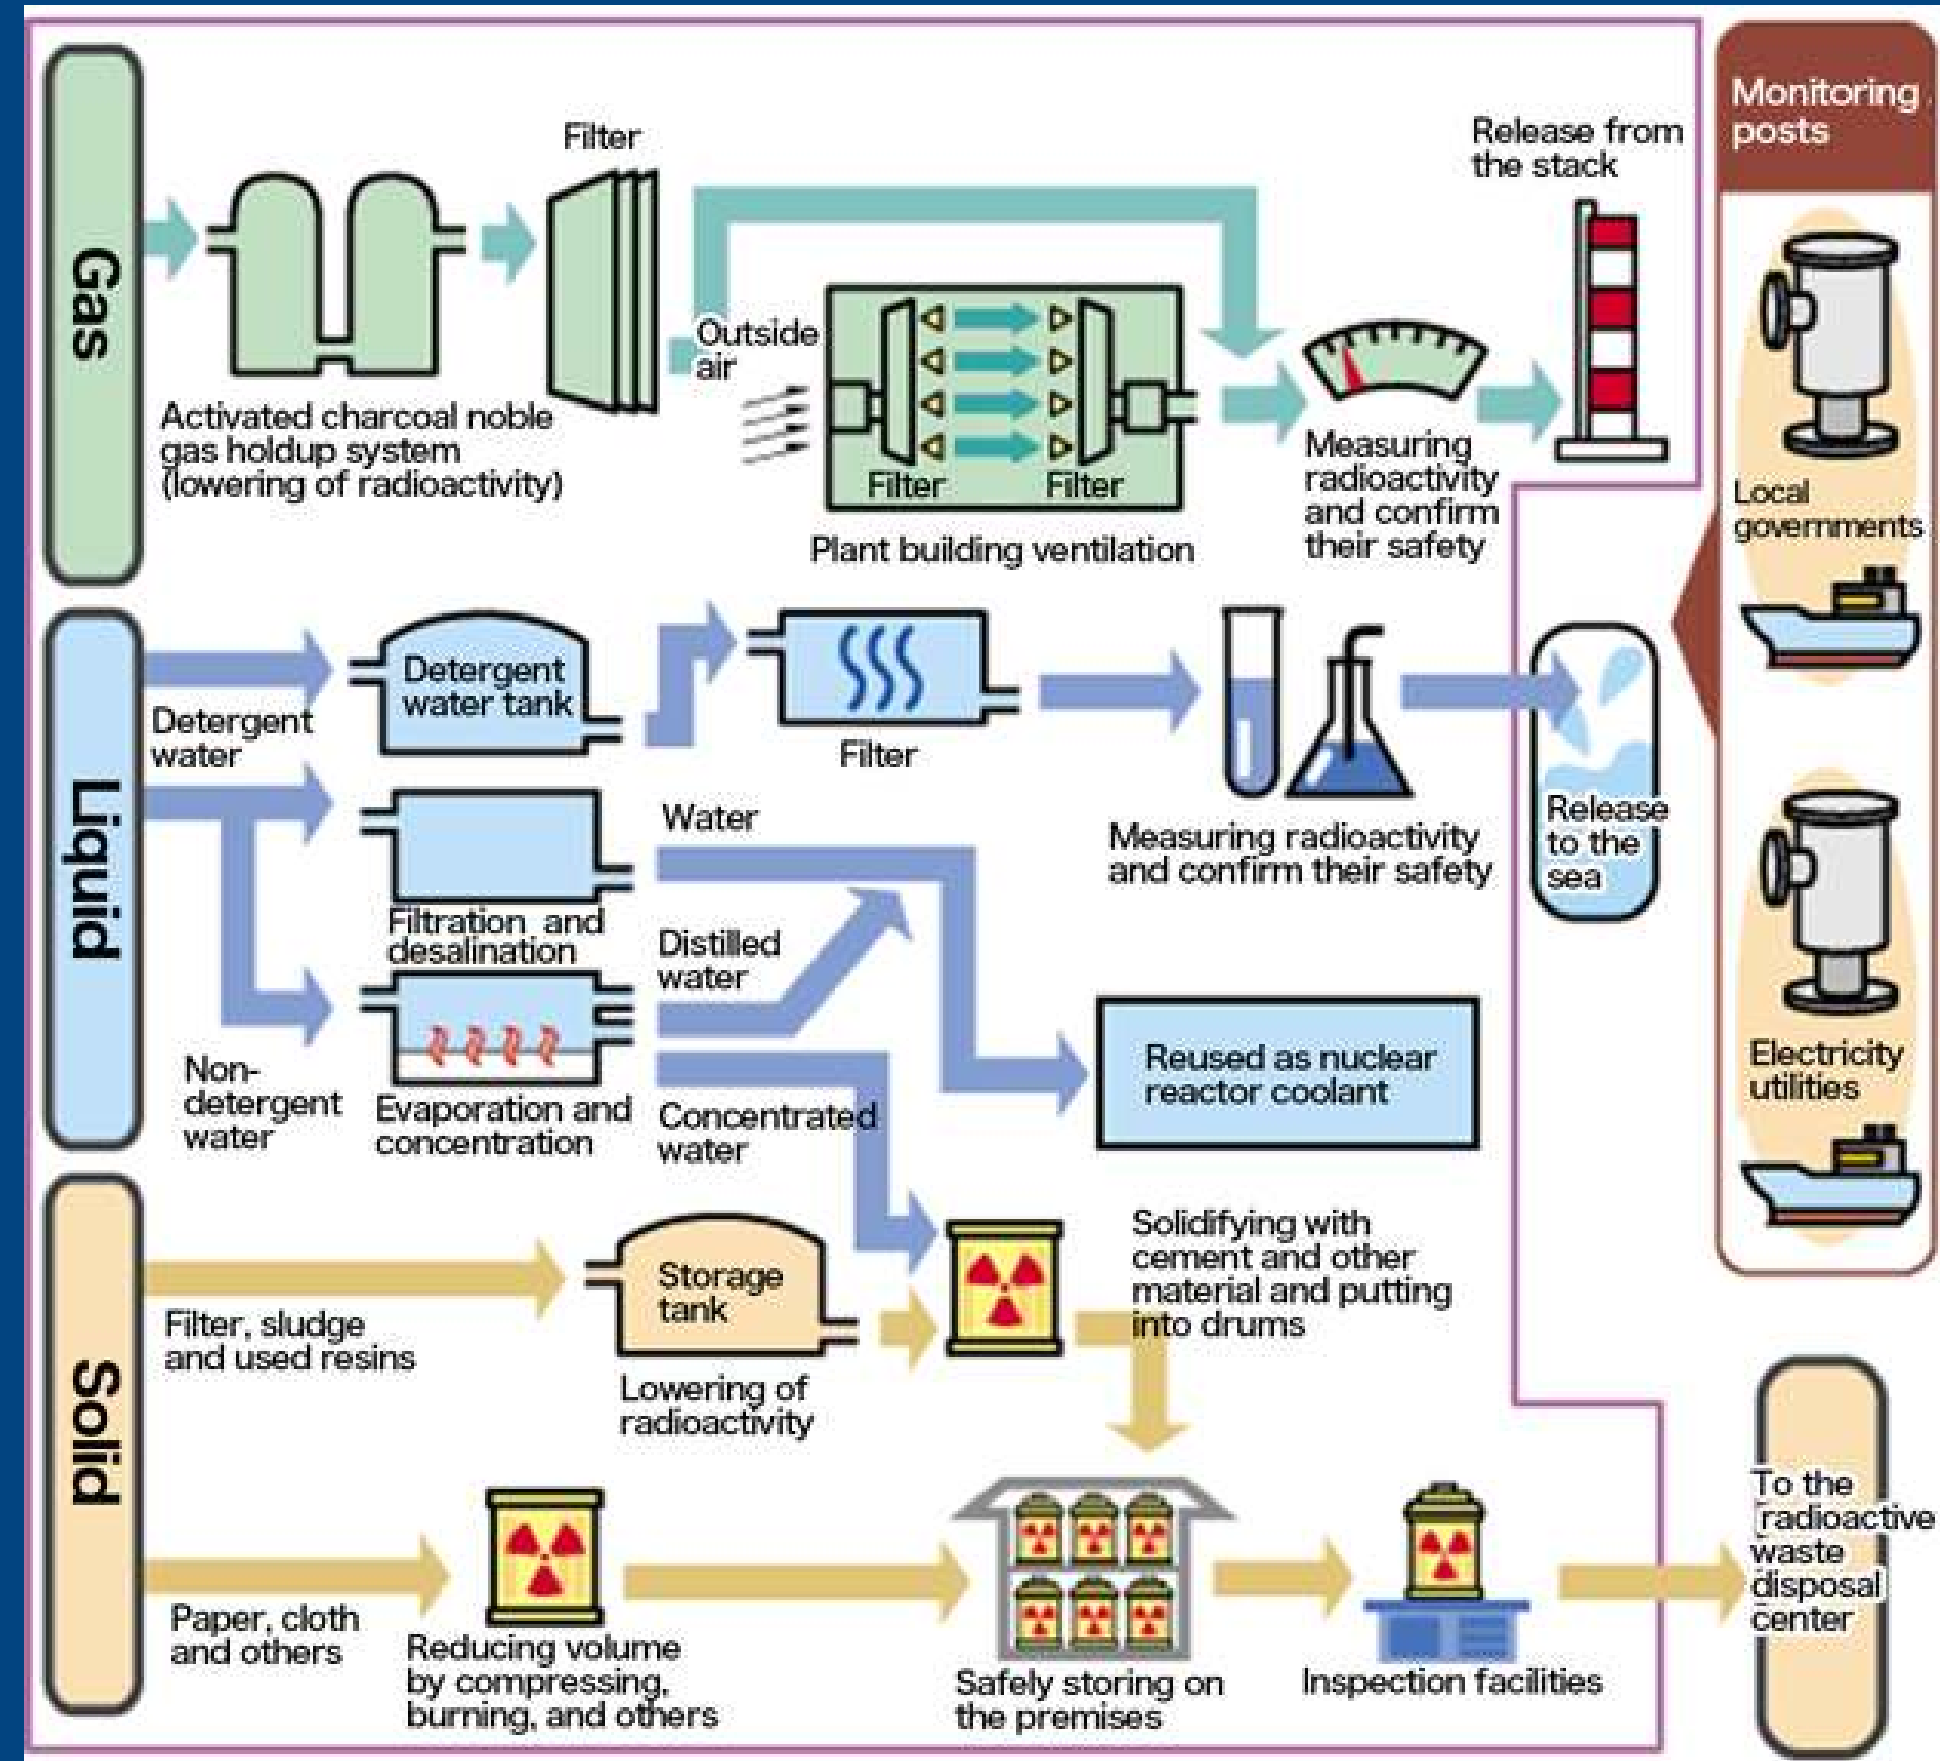 Gas
Filter
Activated charcoal noble
gas holdup system
(lowering of radioactivity)
Outside
air
Filter
Filter
Plant building ventilation
Measuring
radioactivity
and confirm
their safety
Release from
the stack
Liquid
Detergent
water
Detergent
water tank
Filter
Measuring radioactivity
and confirm their safety
Release
to the
sea
Non-
detergent
water
Filtration and
desalination
Water
Evaporation and
concentration
Distilled
water
Concentrated
water
Reused as nuclear
reactor coolant
Solid
Filter, sludge
and used resins
Storage
tank
Lowering of
radioactivity
Solidifying with
cement and other
material and putting
into drums
Paper, cloth
and others
Reducing volume
by compressing,
burning, and others
Safely storing on
the premises
Inspection facilities
To the
radioactive
waste
disposal
center
Monitoring
posts
Local
governments
Electricity
utilities